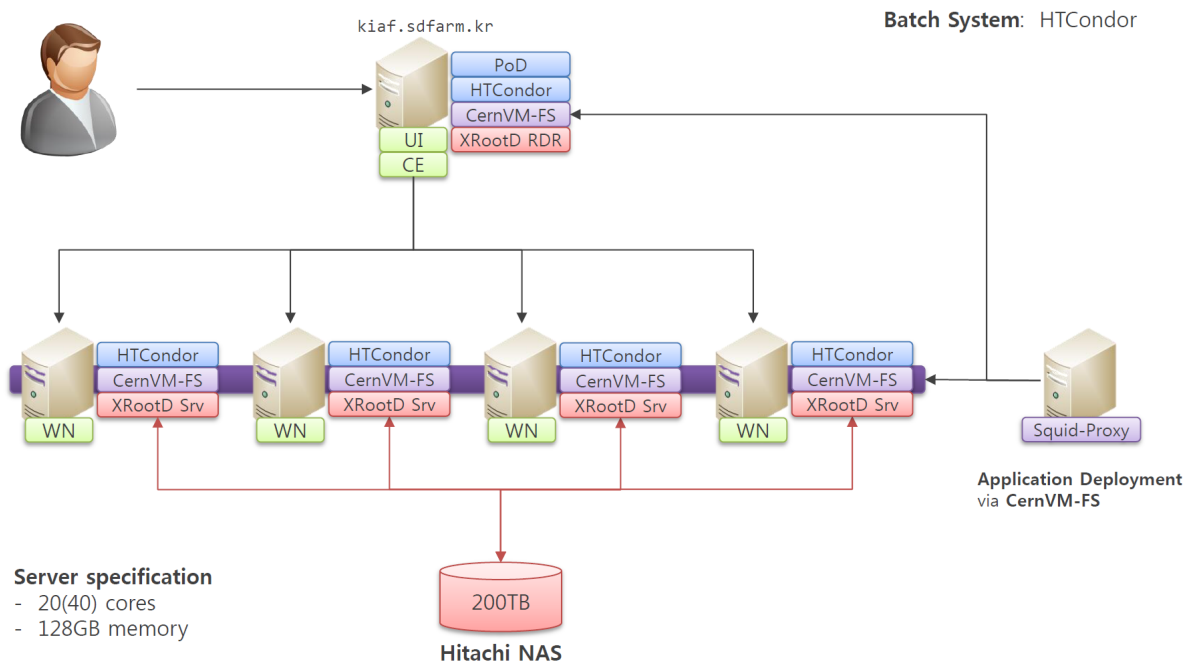 kiaf.sdfarm.kr
Batch System: HTCondor
PoD
HTCondor
CernVM-FS
XRootD RDR
UI
CE
HTCondor
CernVM-FS
XRootD Srv
WN
HTCondor
CernVM-FS
XRootD Srv
WN
HTCondor
CernVM-FS
XRootD Srv
WN
HTCondor
CernVM-FS
XRootD Srv
WN
Squid-Proxy
Application Deployment
via CernVM-FS
Server specification
- 20(40) cores
- 128GB memory
200TB
Hitachi NAS